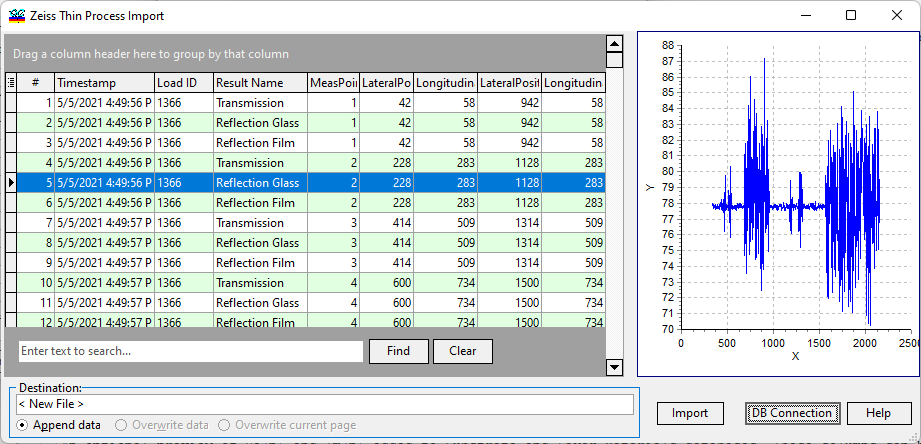 Zeiss Thin Process Import
Drag a column header here to group by that column
# Timestamp Load ID Result Name MeasPoin LateralPo Longitudin LateralPosit Longitudin
1 5/5/2021 4:49:56 P 1366 Transmission 1 42 58 942 58
2 5/5/2021 4:49:56 P 1366 Reflection Glass 1 42 58 942 58
3 5/5/2021 4:49:56 P 1366 Reflection Film 1 42 58 942 58
4 5/5/2021 4:49:56 P 1366 Transmission 2 228 283 1128 283
5 5/5/2021 4:49:56 P 1366 Reflection Glass 2 228 283 1128 283
6 5/5/2021 4:49:56 P 1366 Reflection Film 2 228 283 1128 283
7 5/5/2021 4:49:57 P 1366 Transmission 3 414 509 1314 509
8 5/5/2021 4:49:57 P 1366 Reflection Glass 3 414 509 1314 509
9 5/5/2021 4:49:57 P 1366 Reflection Film 3 414 509 1314 509
10 5/5/2021 4:49:57 P 1366 Transmission 4 600 734 1500 734
11 5/5/2021 4:49:57 P 1366 Reflection Glass 4 600 734 1500 734
12 5/5/2021 4:49:57 P 1366 Reflection Film 4 600 734 1500 734
Enter text to search...
Find
Clear
88
87
86
85
84
83
82
81
80
79
78
77
76
75
74
73
72
71
70
Y
0 500 1000 1500 2000 2500
X
Destination:
< New File >
Append data
Overwrite data
Overwrite current page
Import
DB Connection
Help